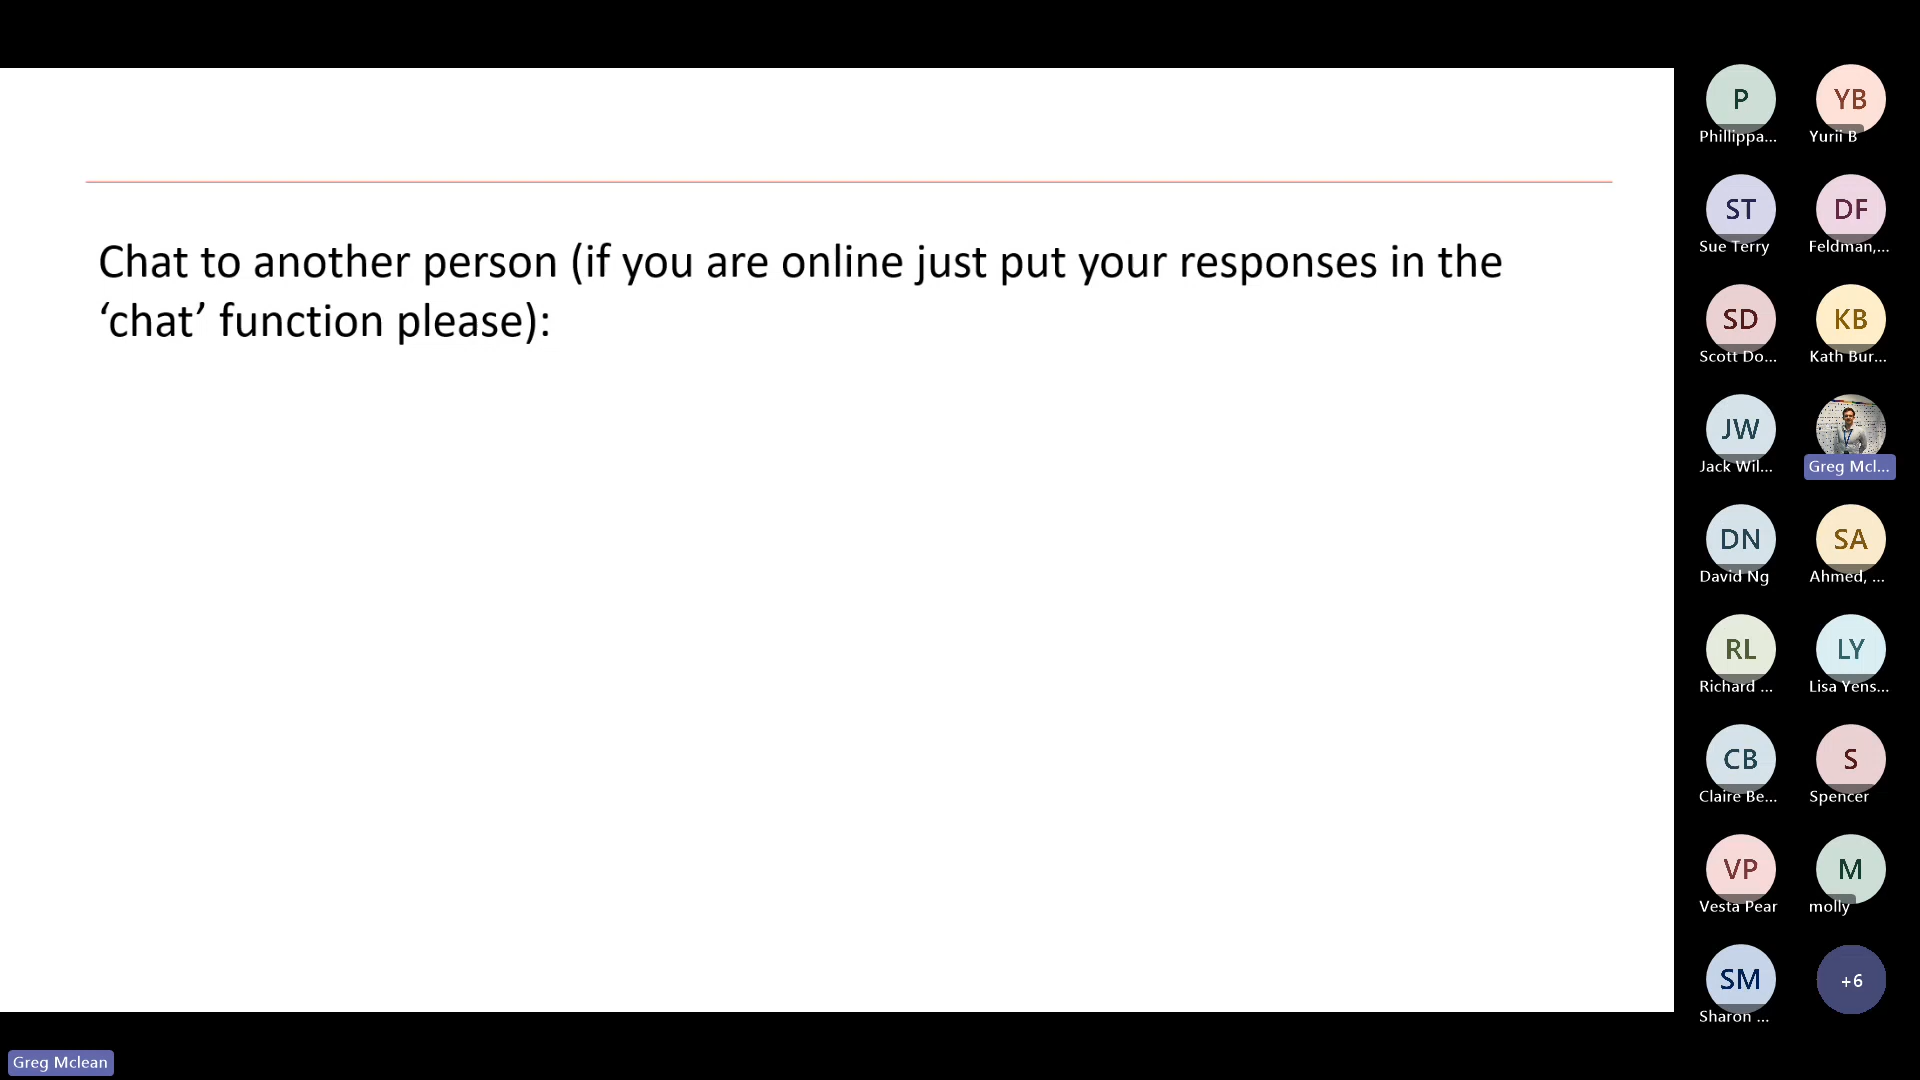 Chat to another person (if you are online just put your responses in the
‘chat’ function please):
P
Phillippa...
YB
Yurii B
ST
Sue Terry
DF
Feldman,...
SD
Scott Do...
KB
Kath Bur...
JW
Jack Wil...
Greg Mcl...
DN
David Ng
SA
Ahmed, ...
RL
Richard ...
LY
Lisa Yens...
CB
Claire Be...
S
Spencer
VP
Vesta Pear
M
molly
SM
Sharon ...
+6
Greg Mclean